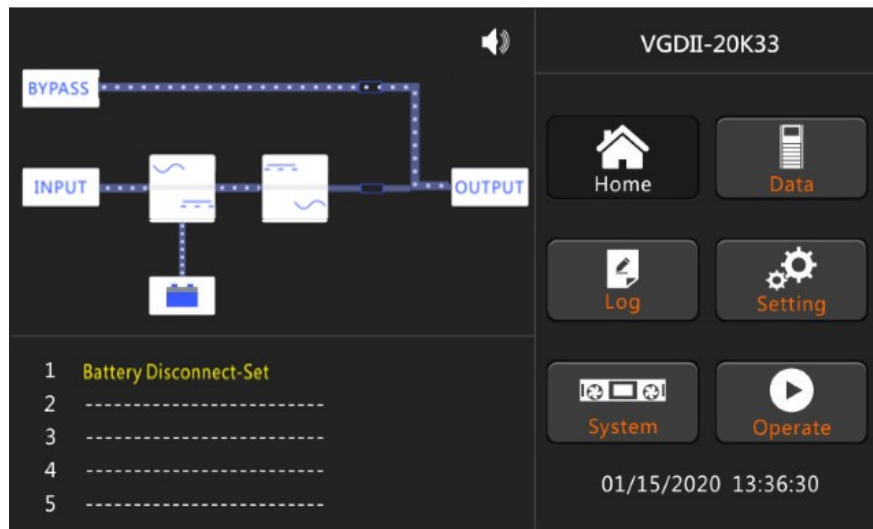 VGDII-20K33
BYPASS
INPUT
OUTPUT
Home
Data
Log
Setting
System
Operate
1 Battery Disconnect-Set
2 -------------------------
3 -------------------------
4 -------------------------
5 -------------------------
01/15/2020 13:36:30